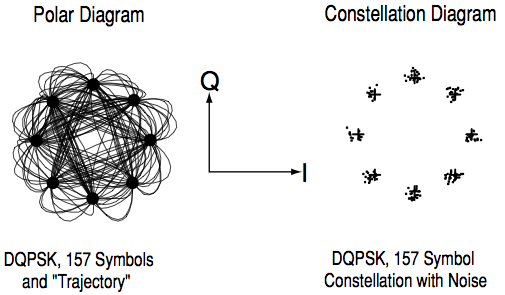 Polar Diagram
Constellation Diagram
Q
I
DQPSK, 157 Symbols
and "Trajectory"
DQPSK, 157 Symbol
Constellation with Noise